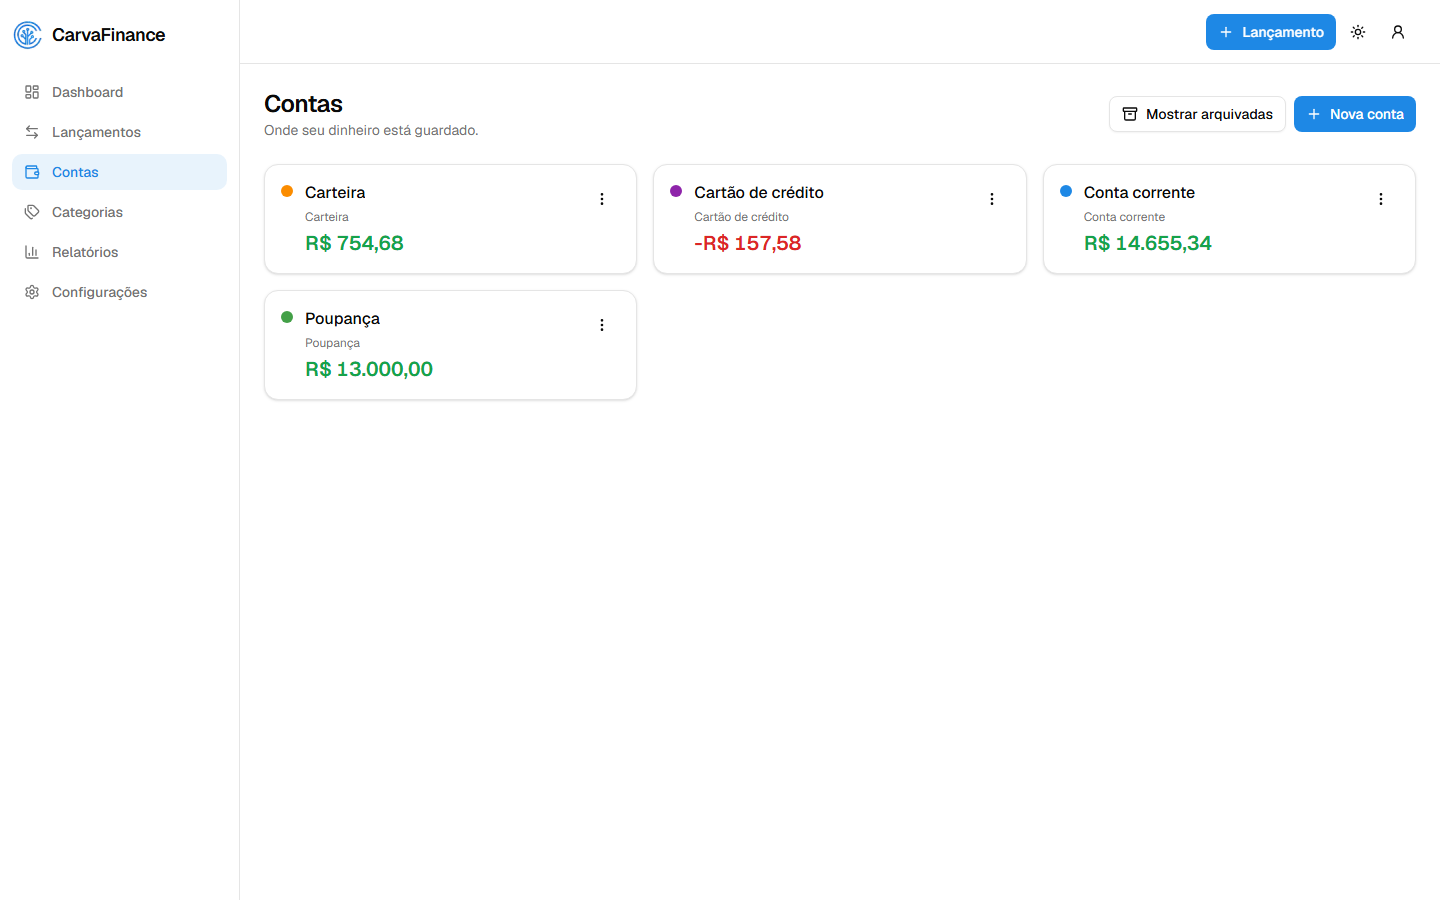 CarvaFinance
Dashboard
Lançamentos
Contas
Categorias
Relatórios
Configurações
Lançamento
Contas
Onde seu dinheiro está guardado.
Mostrar arquivadas
Nova conta
Carteira
Carteira
R$ 754,68
Cartão de crédito
Cartão de crédito
-R$ 157,58
Conta corrente
Conta corrente
R$ 14.655,34
Poupança
Poupança
R$ 13.000,00